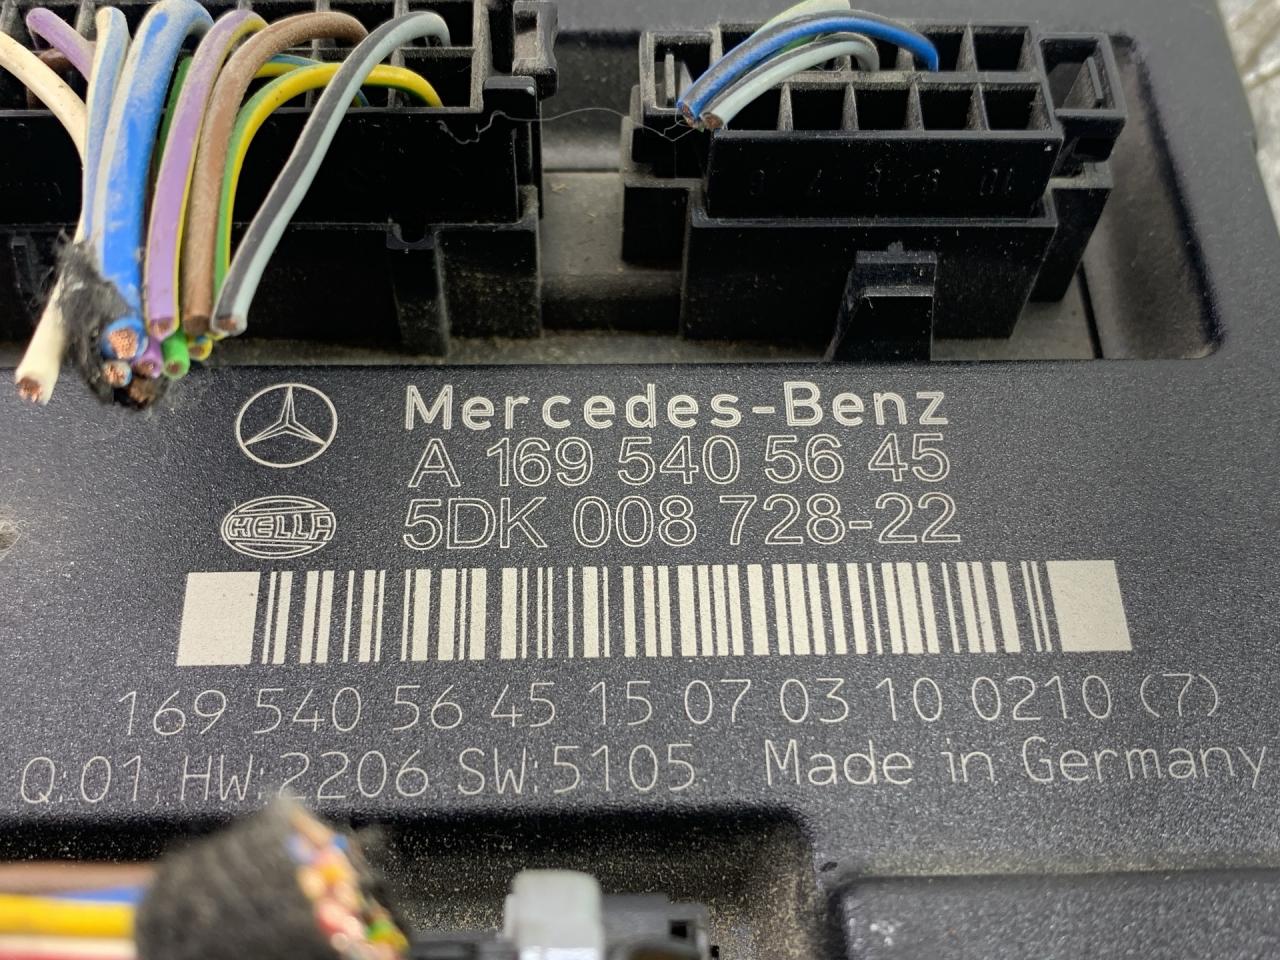 Mercedes-Benz
A 169 540 56 45
HELLA
5DK 008 728-22
169 540 56 45 15 07 03 10 0210 (7)
Q:01 HW:2206 SW:5105 Made in Germany